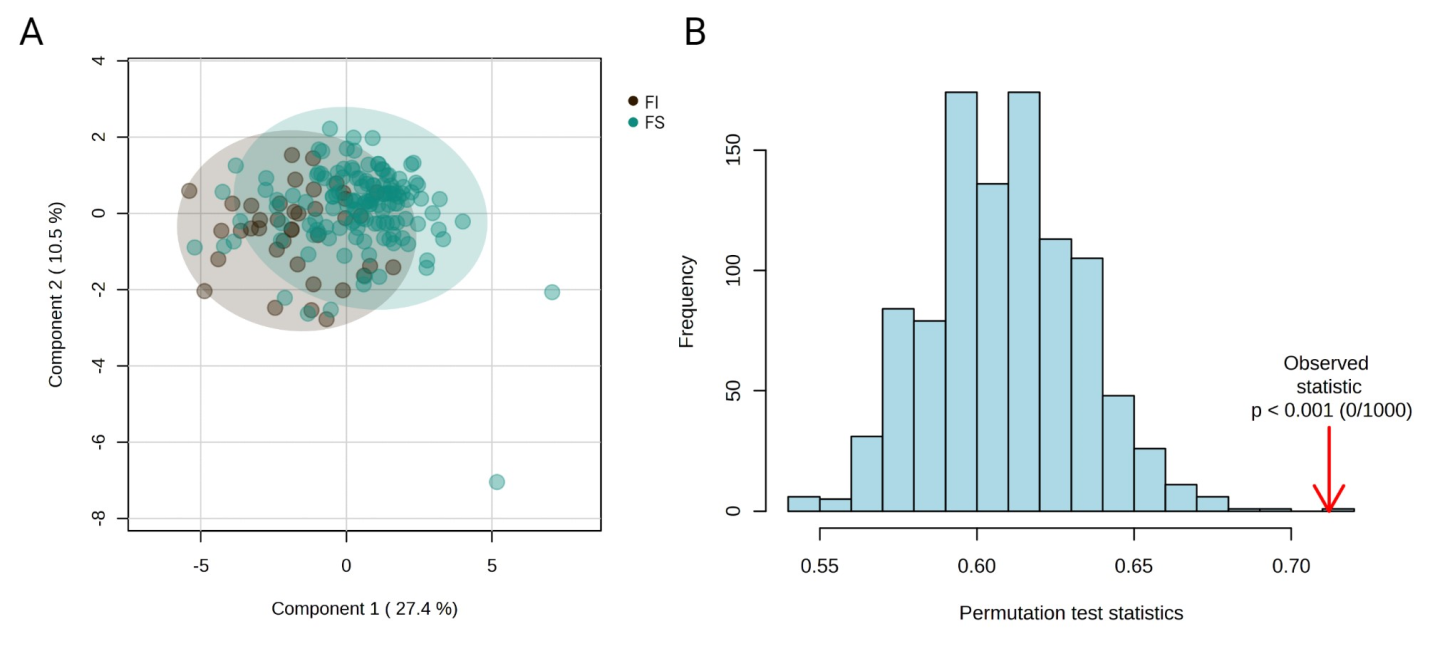 A
4
2
0
-2
-4
-6
-8
Component 2 ( 10.5 %)
-5
0
5
Component 1 ( 27.4 %)
FI
FS
B
150
100
50
0
Frequency
Observed
statistic
p < 0.001 (0/1000)
0.55
0.60
0.65
0.70
Permutation test statistics